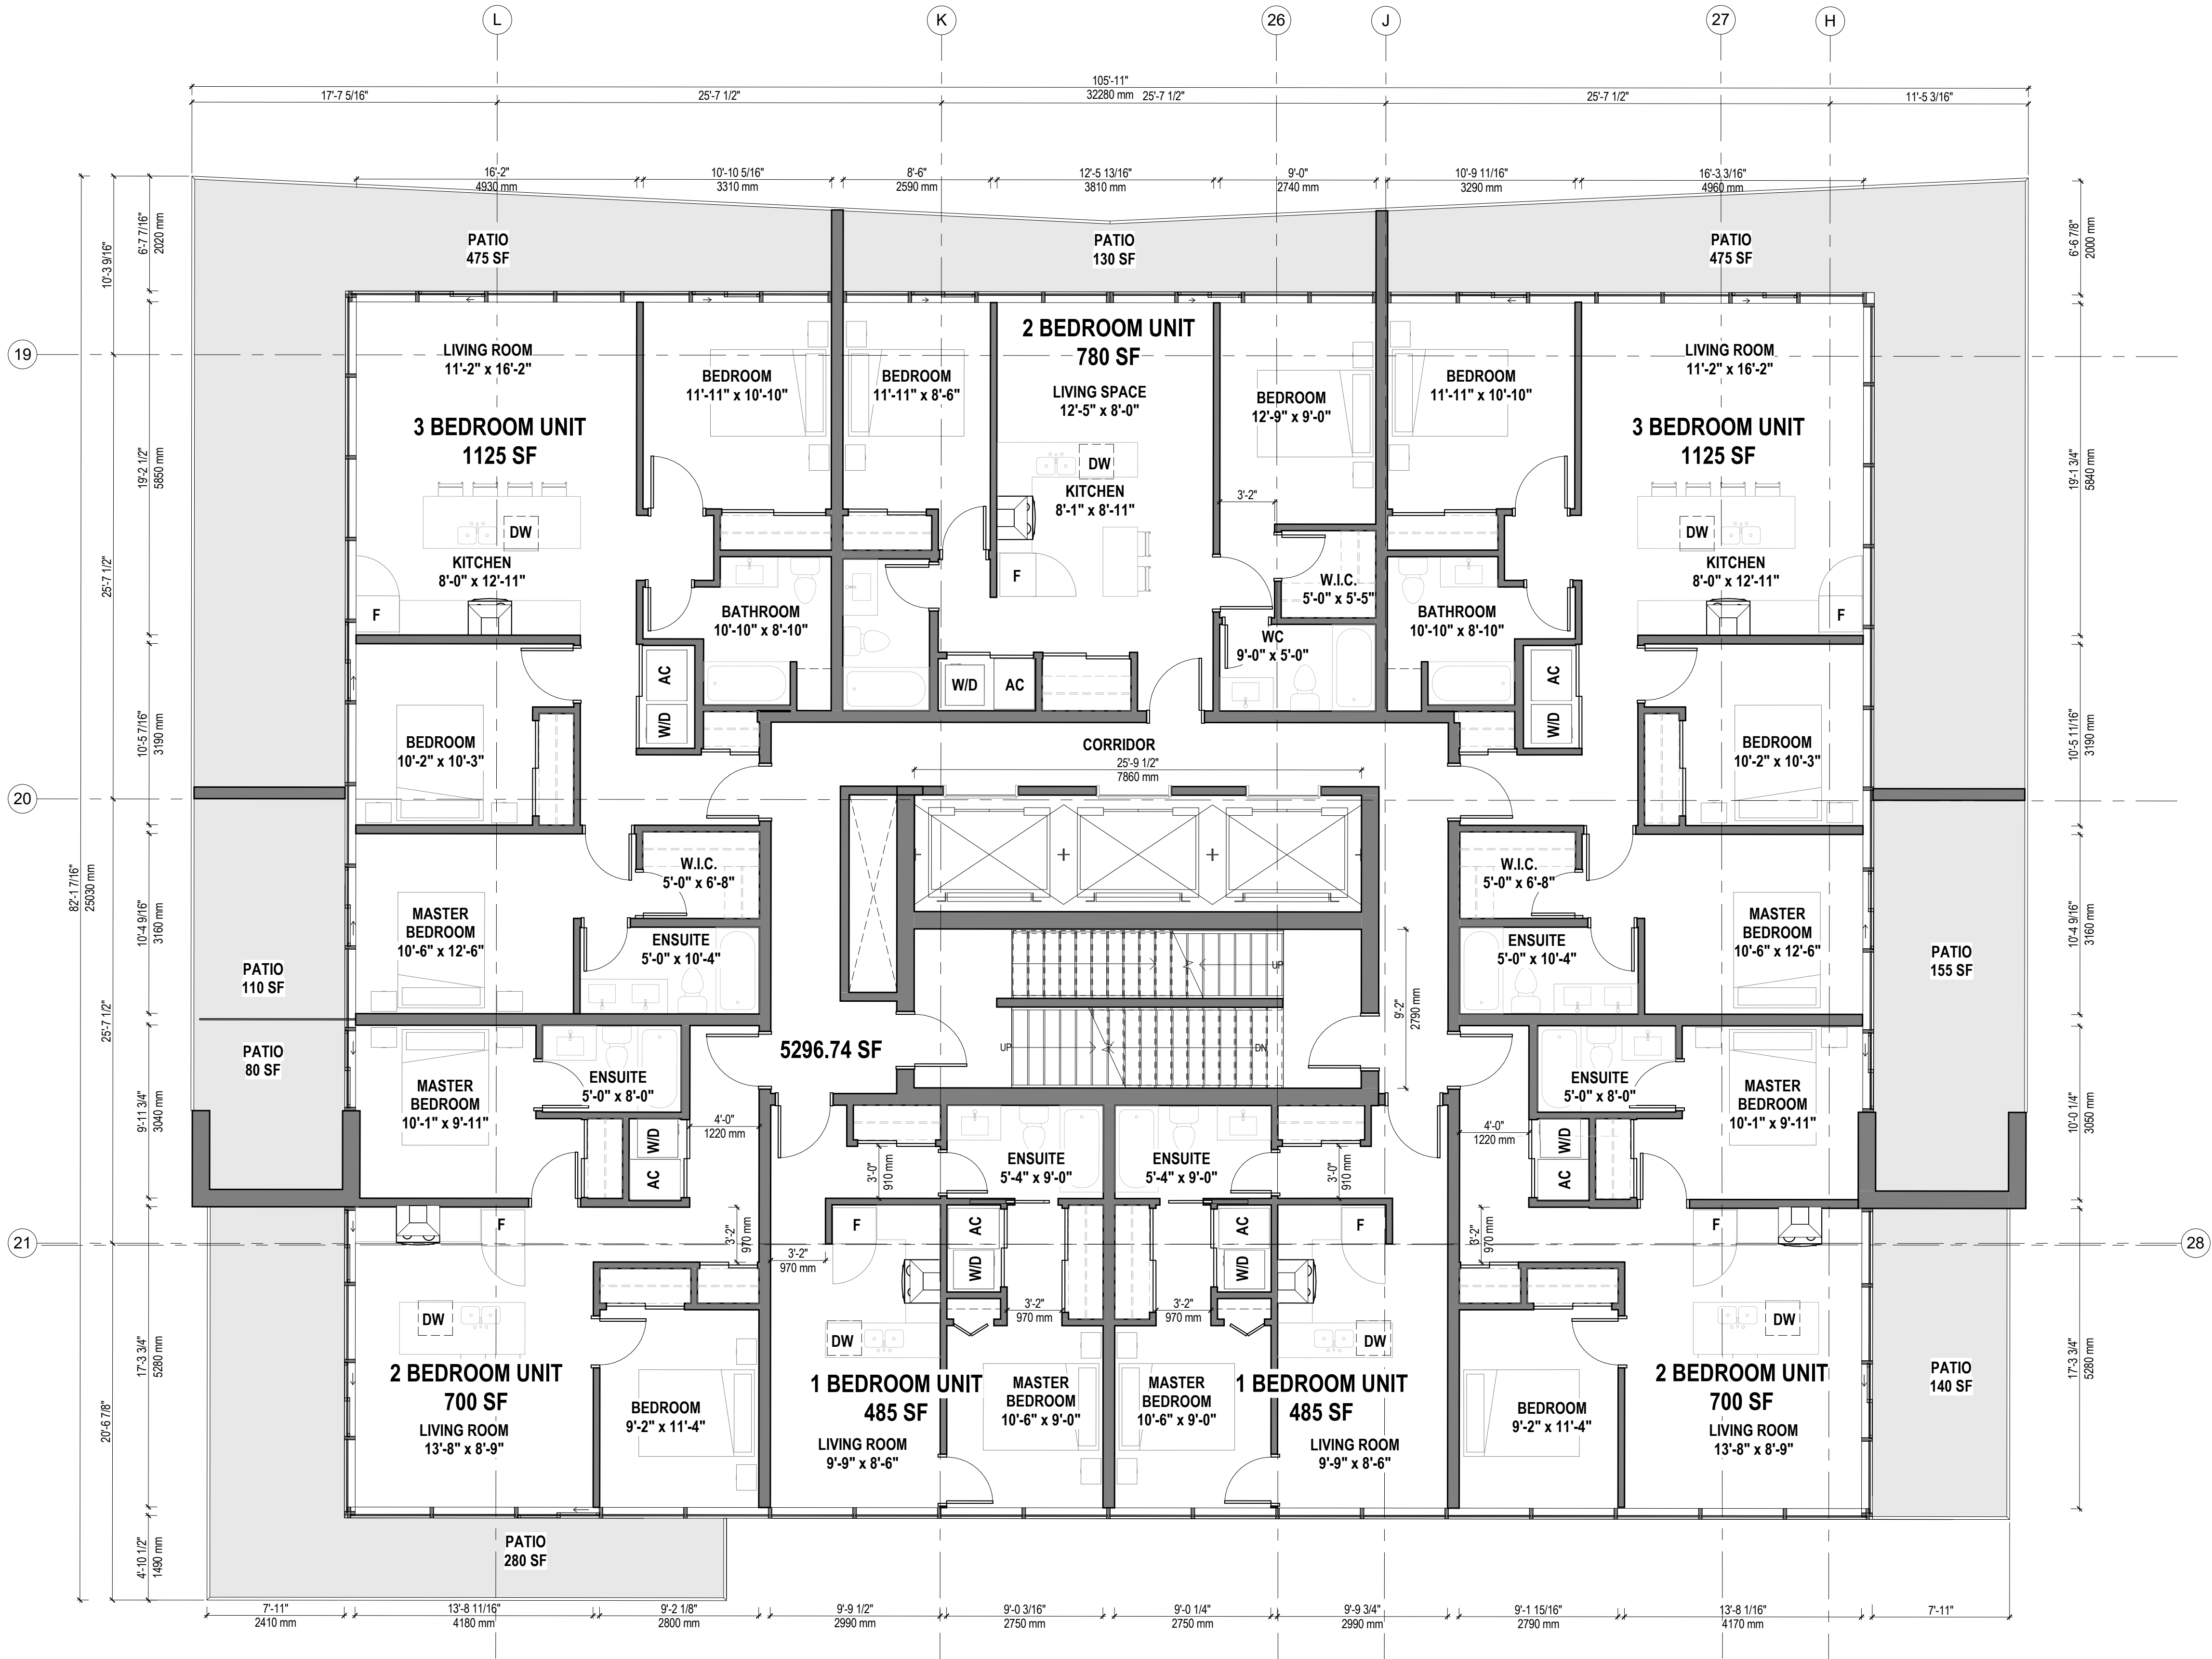 L
K
26
J
27
H
105'-11"
32280 mm
17'-7 5/16"
25'-7 1/2"
25'-7 1/2"
25'-7 1/2"
11'-5 3/16"
16'-2"
4930 mm
10'-10 5/16"
3310 mm
8'-6"
2590 mm
12'-5 13/16"
3810 mm
9'-0"
2740 mm
10'-9 11/16"
3290 mm
16'-3 3/16"
4960 mm
82'-1 7/16"
25030 mm
10'-3 9/16"
25'-7 1/2"
25'-7 1/2"
20'-6 7/8"
6'-7 7/16"
2020 mm
19'-2 1/2"
5850 mm
10'-5 7/16"
3190 mm
10'-4 9/16"
3160 mm
9'-11 3/4"
3040 mm
17'-3 3/4"
5280 mm
4'-10 1/2"
1490 mm
19
20
21
PATIO
475 SF
PATIO
130 SF
PATIO
475 SF
LIVING ROOM
11'-2" x 16'-2"
3 BEDROOM UNIT
1125 SF
DW
KITCHEN
8'-0" x 12'-11"
F
BEDROOM
11'-11" x 10'-10"
BATHROOM
10'-10" x 8'-10"
AC
W/D
BEDROOM
10'-2" x 10'-3"
W.I.C.
5'-0" x 6'-8"
MASTER
BEDROOM
10'-6" x 12'-6"
ENSUITE
5'-0" x 10'-4"
BEDROOM
11'-11" x 8'-6"
2 BEDROOM UNIT
780 SF
LIVING SPACE
12'-5" x 8'-0"
DW
KITCHEN
8'-1" x 8'-11"
F
BEDROOM
12'-9" x 9'-0"
3'-2"
W.I.C.
5'-0" x 5'-5"
WC
9'-0" x 5'-0"
W/D
AC
BEDROOM
11'-11" x 10'-10"
BATHROOM
10'-10" x 8'-10"
AC
W/D
LIVING ROOM
11'-2" x 16'-2"
3 BEDROOM UNIT
1125 SF
DW
KITCHEN
8'-0" x 12'-11"
F
BEDROOM
10'-2" x 10'-3"
W.I.C.
5'-0" x 6'-8"
MASTER
BEDROOM
10'-6" x 12'-6"
ENSUITE
5'-0" x 10'-4"
CORRIDOR
25'-9 1/2"
7860 mm
UP
UP
DN
9'-2"
2790 mm
5296.74 SF
PATIO
110 SF
PATIO
80 SF
PATIO
155 SF
MASTER
BEDROOM
10'-1" x 9'-11"
ENSUITE
5'-0" x 8'-0"
W/D
AC
4'-0"
1220 mm
3'-2"
970 mm
F
DW
2 BEDROOM UNIT
700 SF
LIVING ROOM
13'-8" x 8'-9"
BEDROOM
9'-2" x 11'-4"
PATIO
280 SF
3'-0"
910 mm
ENSUITE
5'-4" x 9'-0"
3'-2"
970 mm
F
AC
W/D
3'-2"
970 mm
DW
1 BEDROOM UNIT
485 SF
LIVING ROOM
9'-9" x 8'-6"
MASTER
BEDROOM
10'-6" x 9'-0"
ENSUITE
5'-4" x 9'-0"
3'-0"
910 mm
AC
W/D
F
3'-2"
970 mm
DW
MASTER
BEDROOM
10'-6" x 9'-0"
1 BEDROOM UNIT
485 SF
LIVING ROOM
9'-9" x 8'-6"
ENSUITE
5'-0" x 8'-0"
MASTER
BEDROOM
10'-1" x 9'-11"
4'-0"
1220 mm
W/D
AC
3'-2"
970 mm
F
DW
2 BEDROOM UNIT
700 SF
LIVING ROOM
13'-8" x 8'-9"
BEDROOM
9'-2" x 11'-4"
PATIO
140 SF
6'-6 7/8"
2000 mm
19'-1 3/4"
5840 mm
10'-5 11/16"
3190 mm
10'-4 9/16"
3160 mm
10'-0 1/4"
3050 mm
17'-3 3/4"
5280 mm
28
7'-11"
2410 mm
13'-8 11/16"
4180 mm
9'-2 1/8"
2800 mm
9'-9 1/2"
2990 mm
9'-0 3/16"
2750 mm
9'-0 1/4"
2750 mm
9'-9 3/4"
2990 mm
9'-1 15/16"
2790 mm
13'-8 1/16"
4170 mm
7'-11"